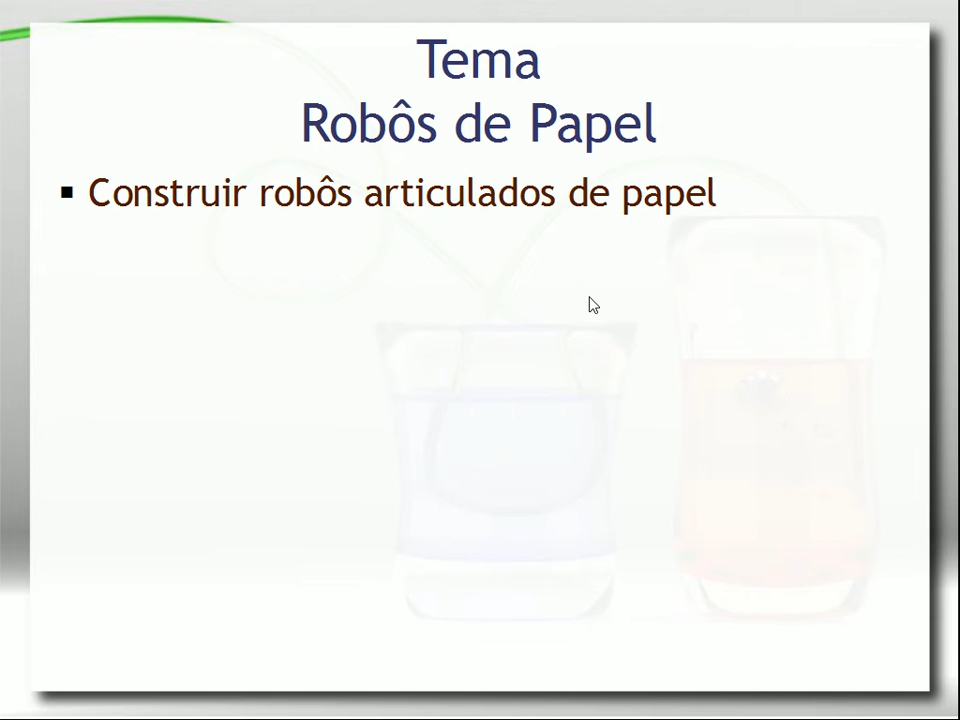 Tema
Robôs de Papel
▪ Construir robôs articulados de papel